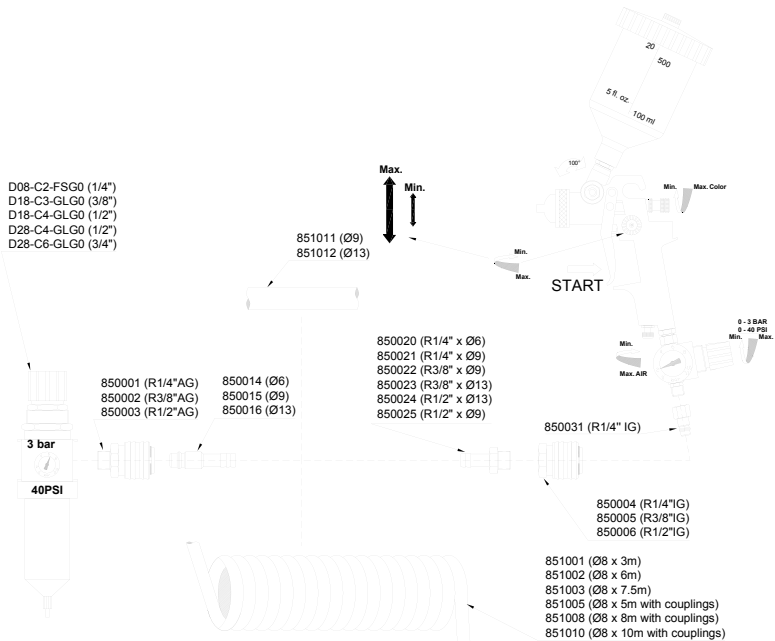 20
500
5 fl. oz.
100 ml
100°
Max.
Min.
Min.
Max. Color
D08-C2-FSG0 (1/4")
D18-C3-GLG0 (3/8")
D18-C4-GLG0 (1/2")
D28-C4-GLG0 (1/2")
D28-C6-GLG0 (3/4")
851011 (Ø9)
851012 (Ø13)
Min.
Max.
START
0 - 3 BAR
0 - 40 PSI
Min.
Max.
Min.
Max. AIR
850020 (R1/4" x Ø6)
850021 (R1/4" x Ø9)
850022 (R3/8" x Ø9)
850023 (R3/8" x Ø13)
850024 (R1/2" x Ø13)
850025 (R1/2" x Ø9)
850001 (R1/4"AG)
850002 (R3/8"AG)
850003 (R1/2"AG)
850014 (Ø6)
850015 (Ø9)
850016 (Ø13)
850031 (R1/4" IG)
3 bar
40PSI
850004 (R1/4"IG)
850005 (R3/8"IG)
850006 (R1/2"IG)
851001 (Ø8 x 3m)
851002 (Ø8 x 6m)
851003 (Ø8 x 7.5m)
851005 (Ø8 x 5m with couplings)
851008 (Ø8 x 8m with couplings)
851010 (Ø8 x 10m with couplings)